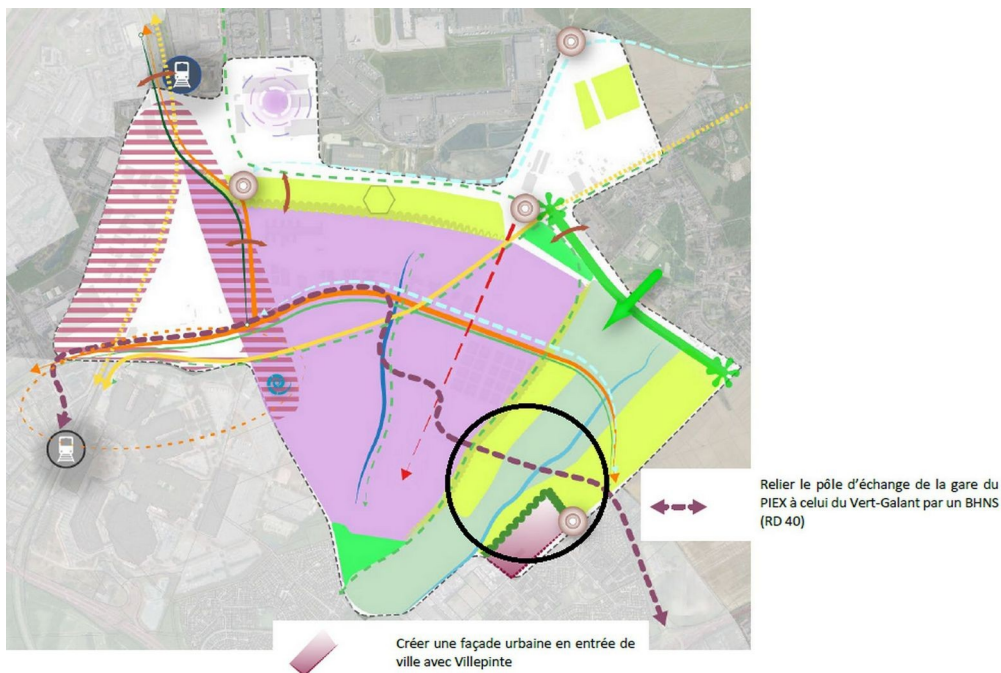 Relier le pôle d'échange de la gare du
PIEX à celui du Vert-Galant par un BHNS
(RD 40)
Créer une façade urbaine en entrée de
ville avec Villepinte